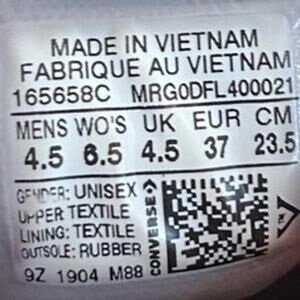 MADE IN VIETNAM
FABRIQUE AU VIETNAM
165658C MRG0DFL400021
MENS WO'S UK EUR CM
4.5 6.5 4.5 37 23.5
GENDER: UNISEX
UPPER: TEXTILE
LINING: TEXTILE
OUTSOLE: RUBBER
9Z 1904 M88
CONVERSE